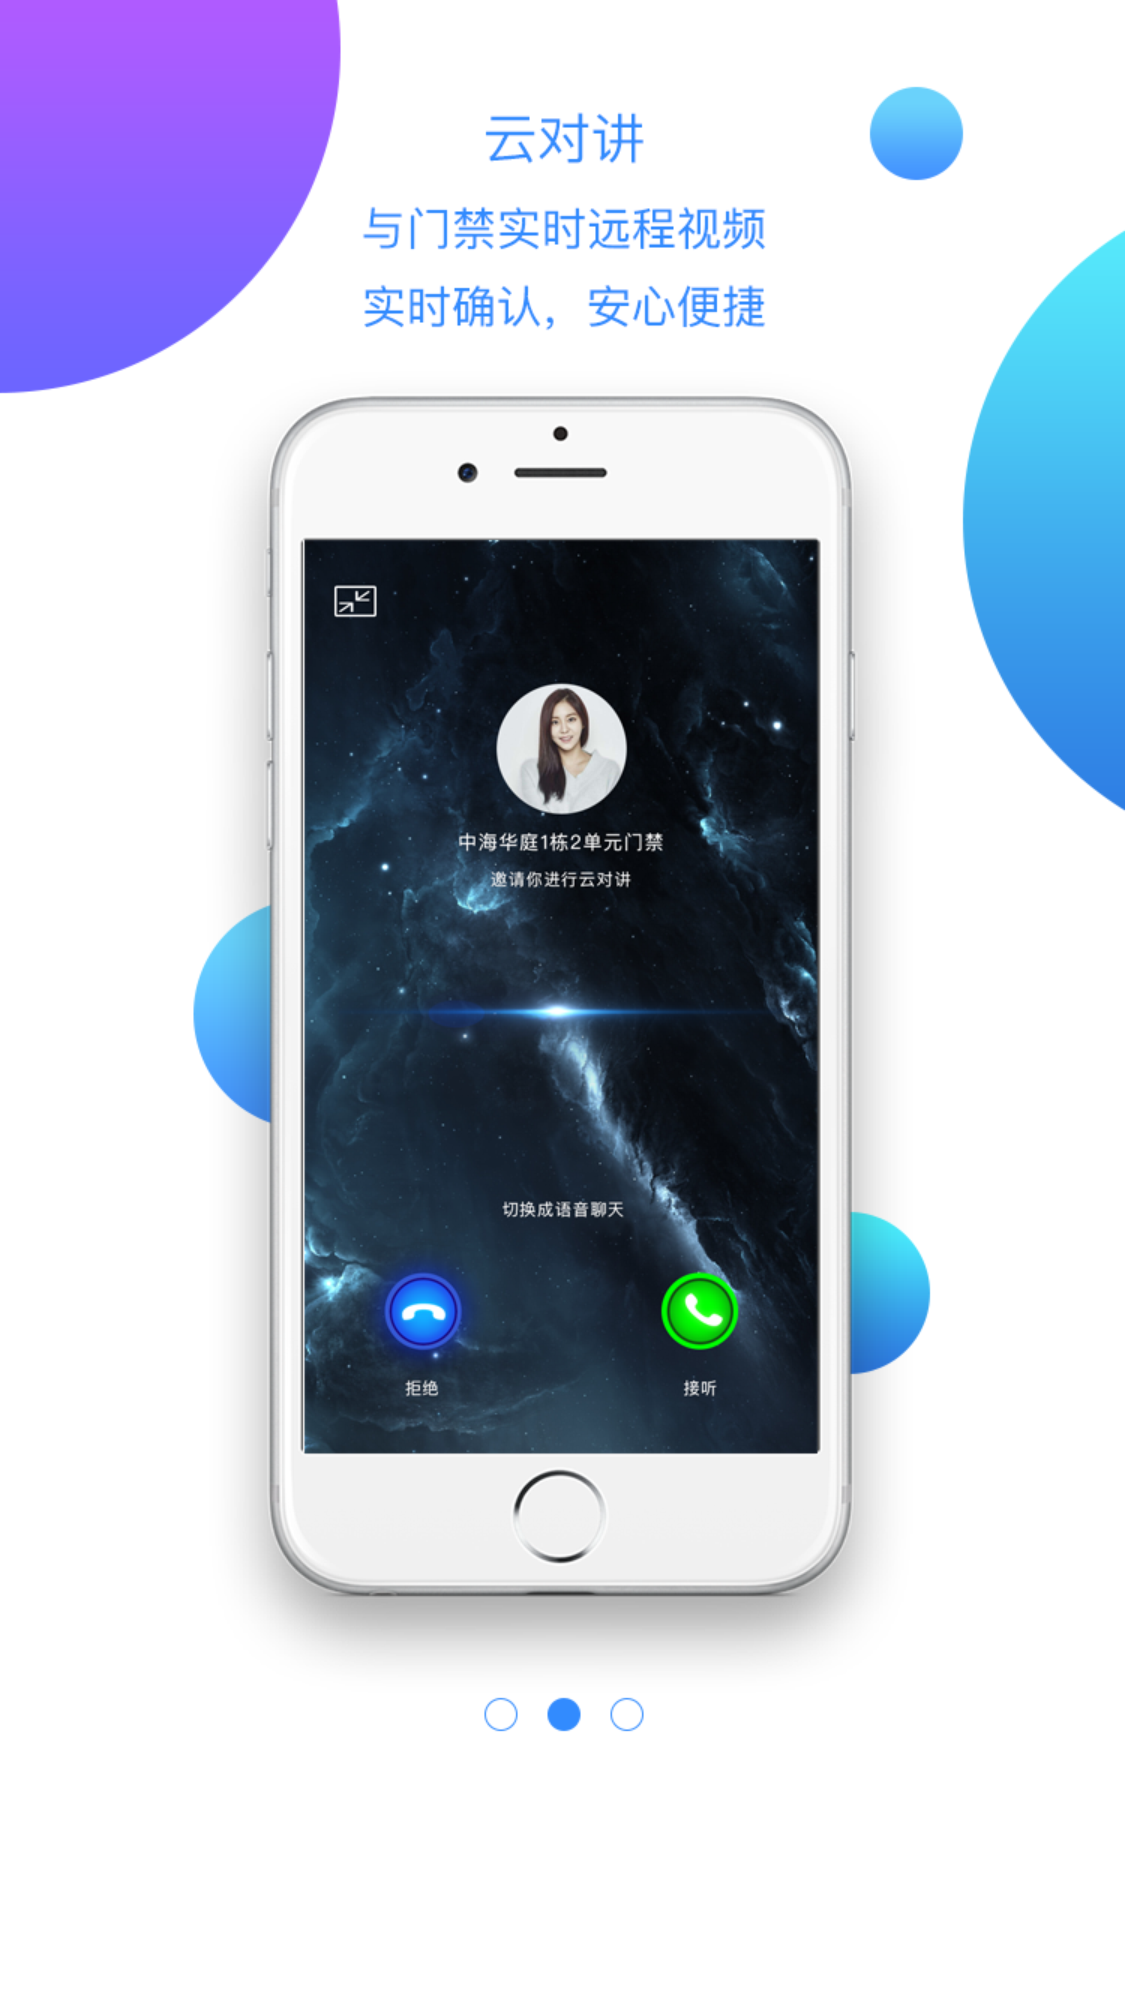 云对讲
与门禁实时远程视频
实时确认，安心便捷
中海华庭1栋2单元门禁
邀请你进行云对讲
切换成语音聊天
拒绝
接听